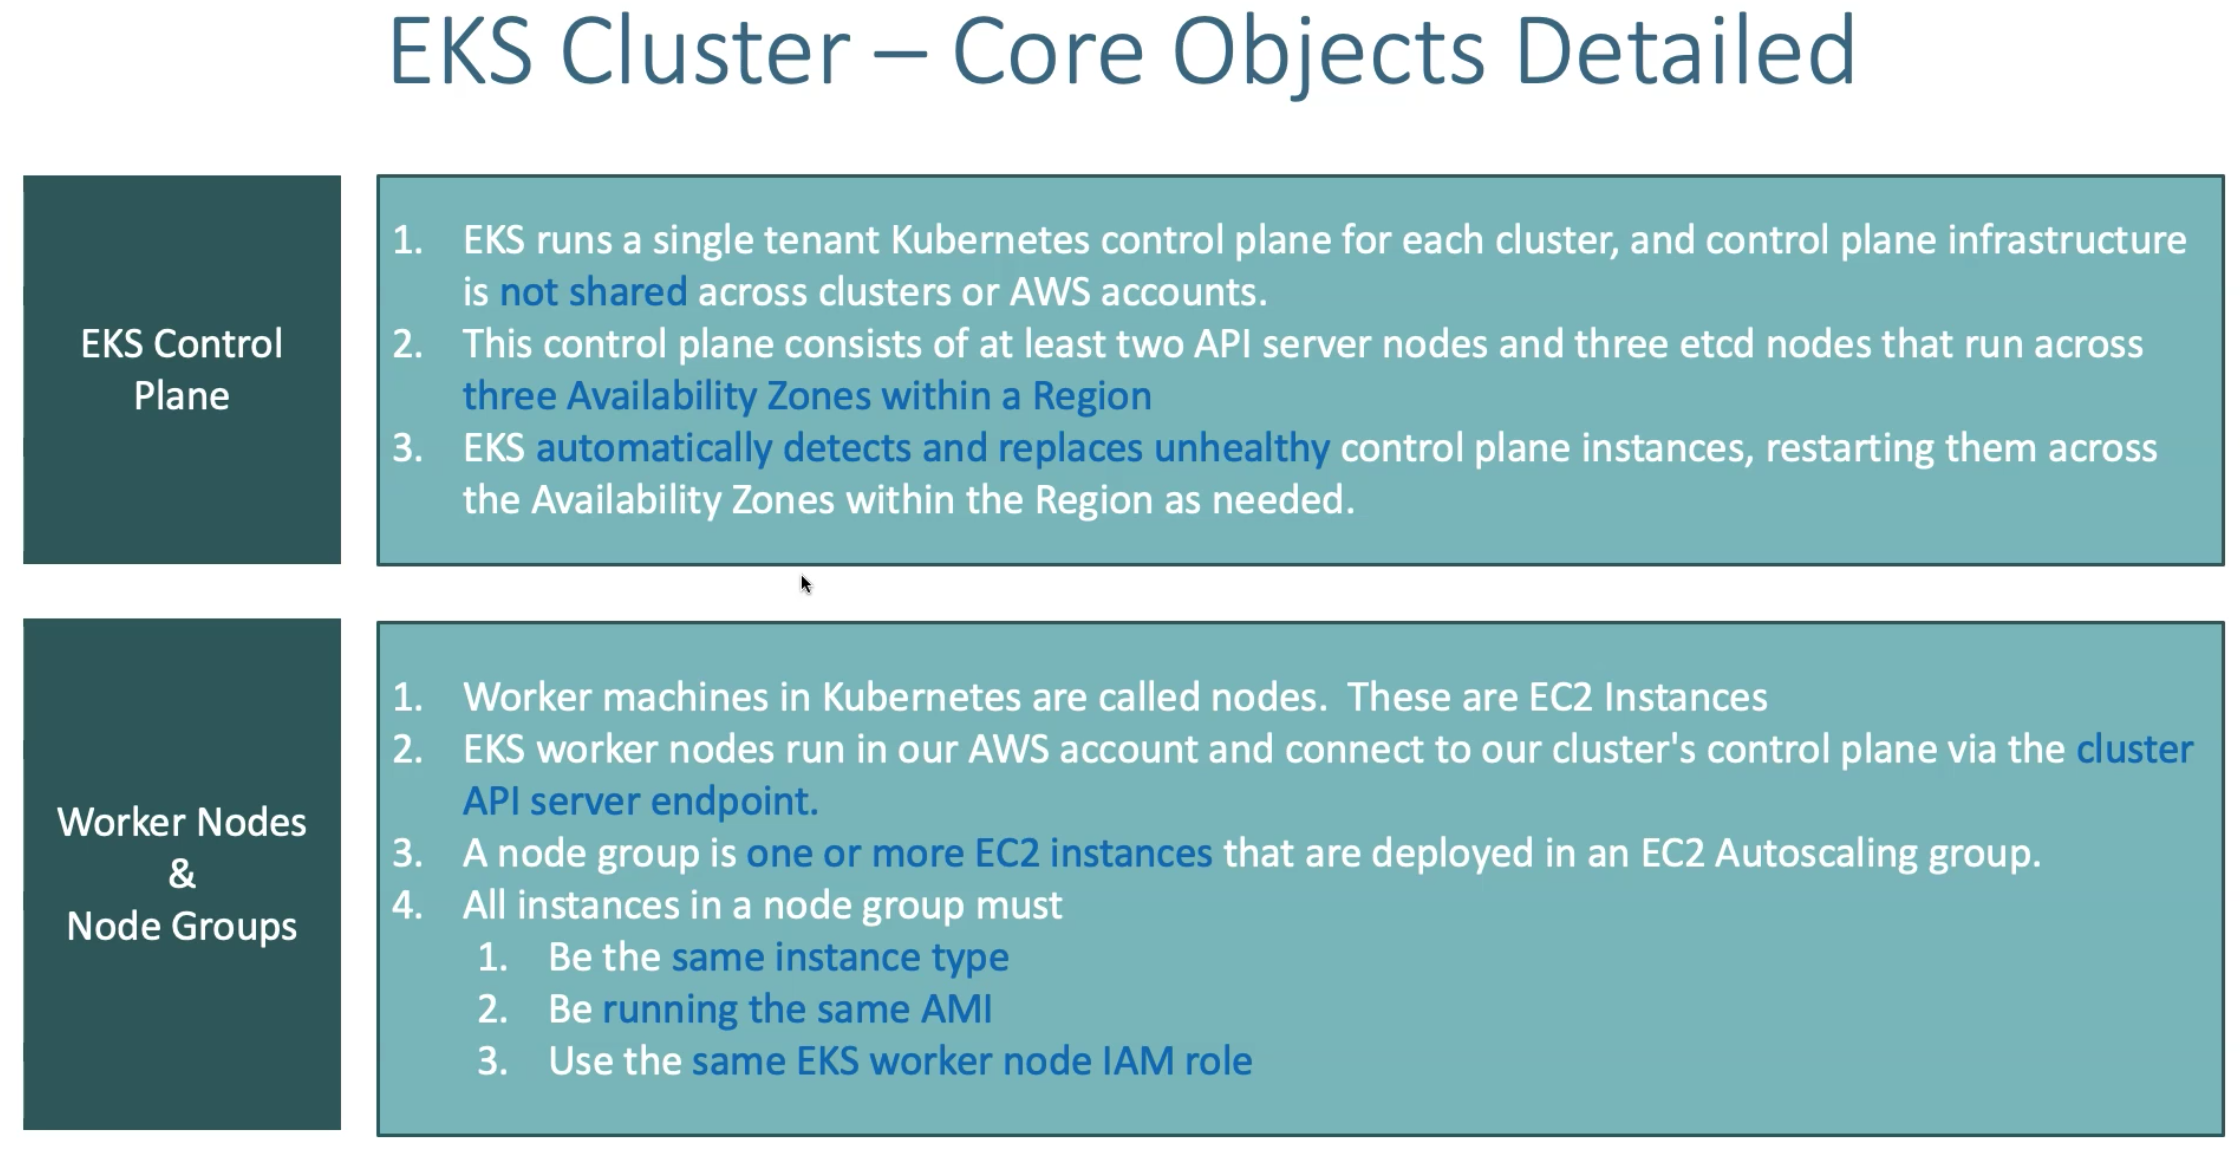 EKS Cluster – Core Objects Detailed
EKS Control
Plane
1. EKS runs a single tenant Kubernetes control plane for each cluster, and control plane infrastructure
is not shared across clusters or AWS accounts.
2. This control plane consists of at least two API server nodes and three etcd nodes that run across
three Availability Zones within a Region
3. EKS automatically detects and replaces unhealthy control plane instances, restarting them across
the Availability Zones within the Region as needed.
Worker Nodes
&
Node Groups
1. Worker machines in Kubernetes are called nodes.  These are EC2 Instances
2. EKS worker nodes run in our AWS account and connect to our cluster's control plane via the cluster
API server endpoint.
3. A node group is one or more EC2 instances that are deployed in an EC2 Autoscaling group.
4. All instances in a node group must
1. Be the same instance type
2. Be running the same AMI
3. Use the same EKS worker node IAM role